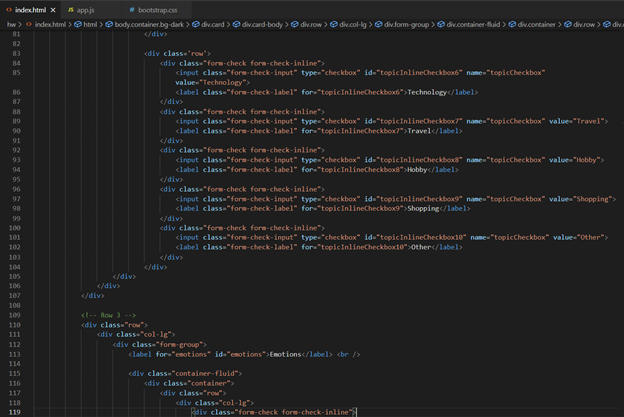 index.html
app.js
bootstrap.css
hw > index.html > html > body.container.bg-dark > div.card > div.card-body > div.row > div.col-lg > div.form-group > div.container-fluid > div.container > div.row > div.
81 </div>
82
83 <div class='row'>
84 <div class="form-check form-check-inline">
85 <input class="form-check-input" type="checkbox" id="topicInlineCheckbox6" name="topicCheckbox"
value="Technology">
86 <label class="form-check-label" for="topicInlineCheckbox6">Technology</label>
87 </div>
88 <div class="form-check form-check-inline">
89 <input class="form-check-input" type="checkbox" id="topicInlineCheckbox7" name="topicCheckbox" value="Travel">
90 <label class="form-check-label" for="topicInlineCheckbox7">Travel</label>
91 </div>
92 <div class="form-check form-check-inline">
93 <input class="form-check-input" type="checkbox" id="topicInlineCheckbox8" name="topicCheckbox" value="Hobby">
94 <label class="form-check-label" for="topicInlineCheckbox8">Hobby</label>
95 </div>
96 <div class="form-check form-check-inline">
97 <input class="form-check-input" type="checkbox" id="topicInlineCheckbox9" name="topicCheckbox" value="Shopping">
98 <label class="form-check-label" for="topicInlineCheckbox9">Shopping</label>
99 </div>
100 <div class="form-check form-check-inline">
101 <input class="form-check-input" type="checkbox" id="topicInlineCheckbox10" name="topicCheckbox" value="Other">
102 <label class="form-check-label" for="topicInlineCheckbox10">Other</label>
103 </div>
104 </div>
105 </div>
106 </div>
107 </div>
108
109 <!-- Row 3 -->
110 <div class="row">
111 <div class="col-lg">
112 <div class="form-group">
113 <label for="emotions" id="emotions">Emotions</label> <br />
114
115 <div class="container-fluid">
116 <div class="container">
117 <div class="row">
118 <div class="col-lg">
119 <div class="form-check form-check-inline">